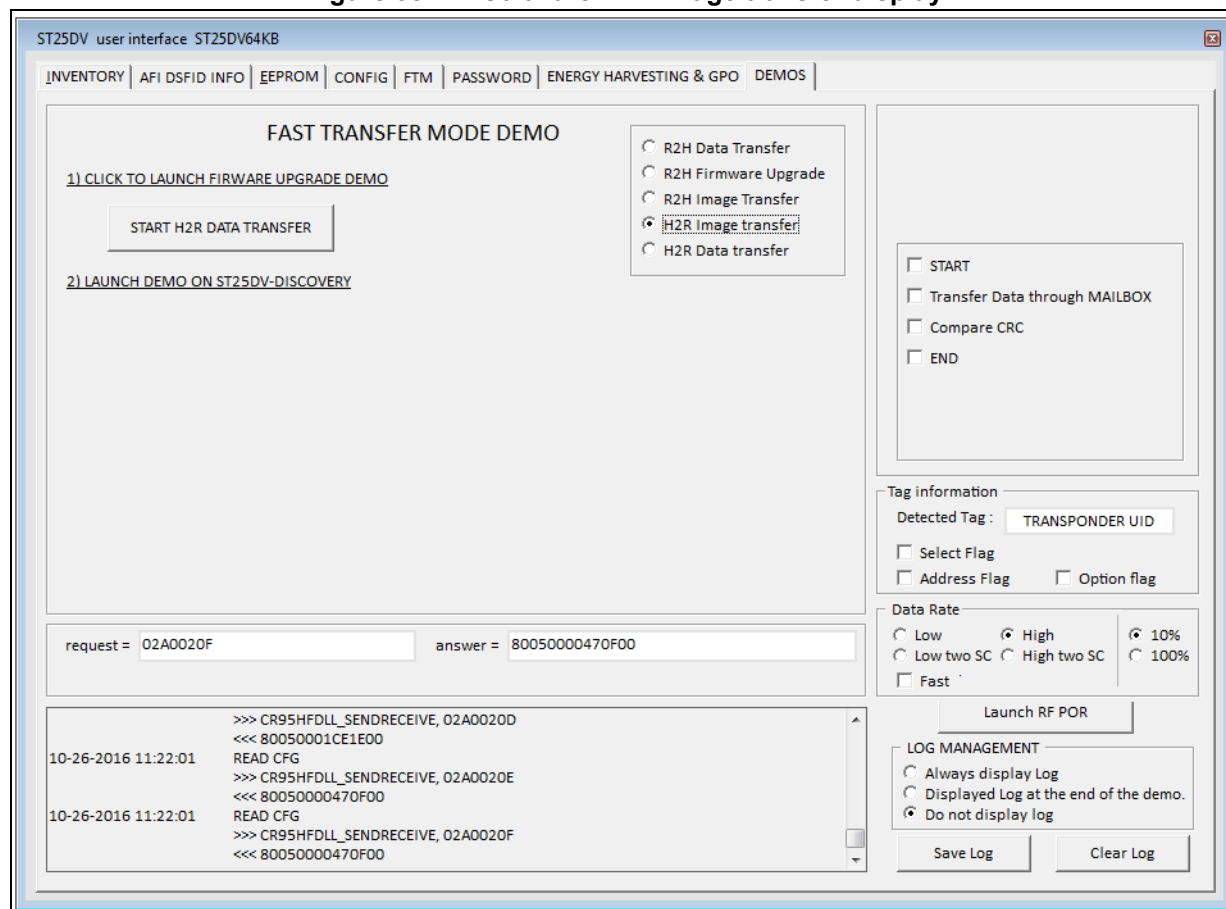 ST25DV user interface ST25DV64KB
INVENTORY AFI DSFID INFO EEPROM CONFIG FTM PASSWORD ENERGY HARVESTING & GPO DEMOS
FAST TRANSFER MODE DEMO
1) CLICK TO LAUNCH FIRWARE UPGRADE DEMO
START H2R DATA TRANSFER
2) LAUNCH DEMO ON ST25DV-DISCOVERY
R2H Data Transfer
R2H Firmware Upgrade
R2H Image Transfer
H2R Image transfer
H2R Data transfer
START
Transfer Data through MAILBOX
Compare CRC
END
Tag information
Detected Tag : TRANSPONDER UID
Select Flag
Address Flag Option flag
Data Rate
Low High 10%
Low two SC High two SC 100%
Fast
request = 02A0020F answer = 80050000470F00
>>> CR95HFDLL_SENDRECEIVE, 02A0020D
<<< 80050001CE1E00
10-26-2016 11:22:01 READ CFG
>>> CR95HFDLL_SENDRECEIVE, 02A0020E
<<< 80050000470F00
10-26-2016 11:22:01 READ CFG
>>> CR95HFDLL_SENDRECEIVE, 02A0020F
<<< 80050000470F00
Launch RF POR
LOG MANAGEMENT
Always display Log
Displayed Log at the end of the demo.
Do not display log
Save Log Clear Log